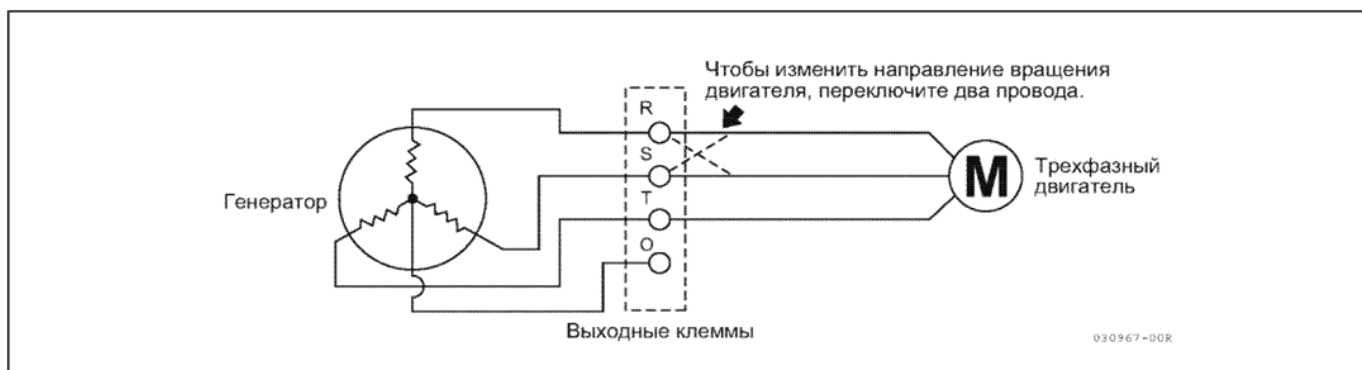 Чтобы изменить направление вращения
двигателя, переключите два провода.
R
S
T
O
Генератор
M
Трехфазный
двигатель
Выходные клеммы
030967-00R